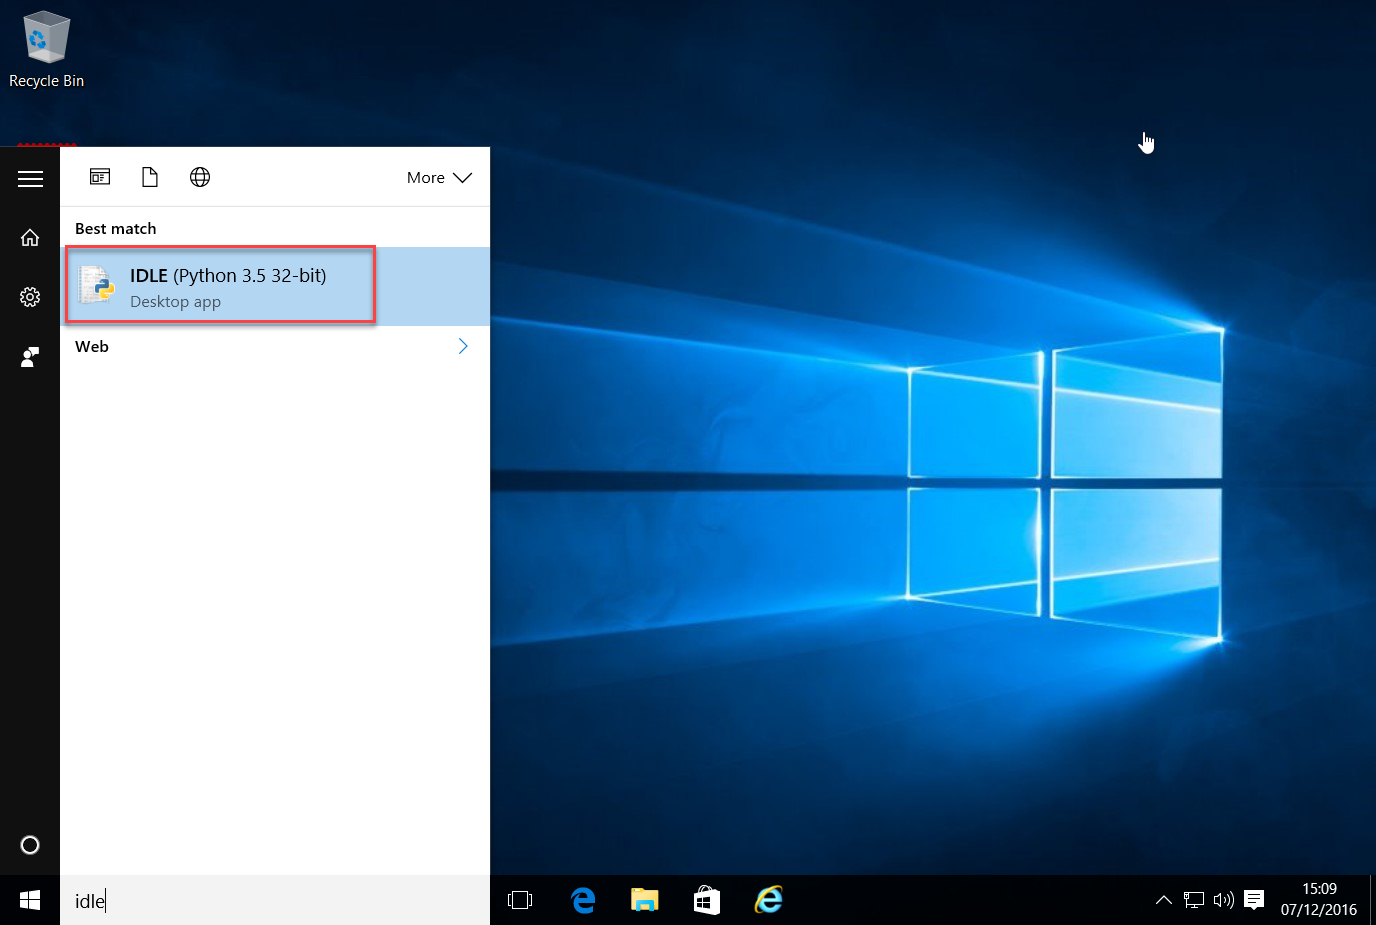 Recycle Bin
More
Best match
IDLE (Python 3.5 32-bit)
Desktop app
Web
idle
15:09
07/12/2016